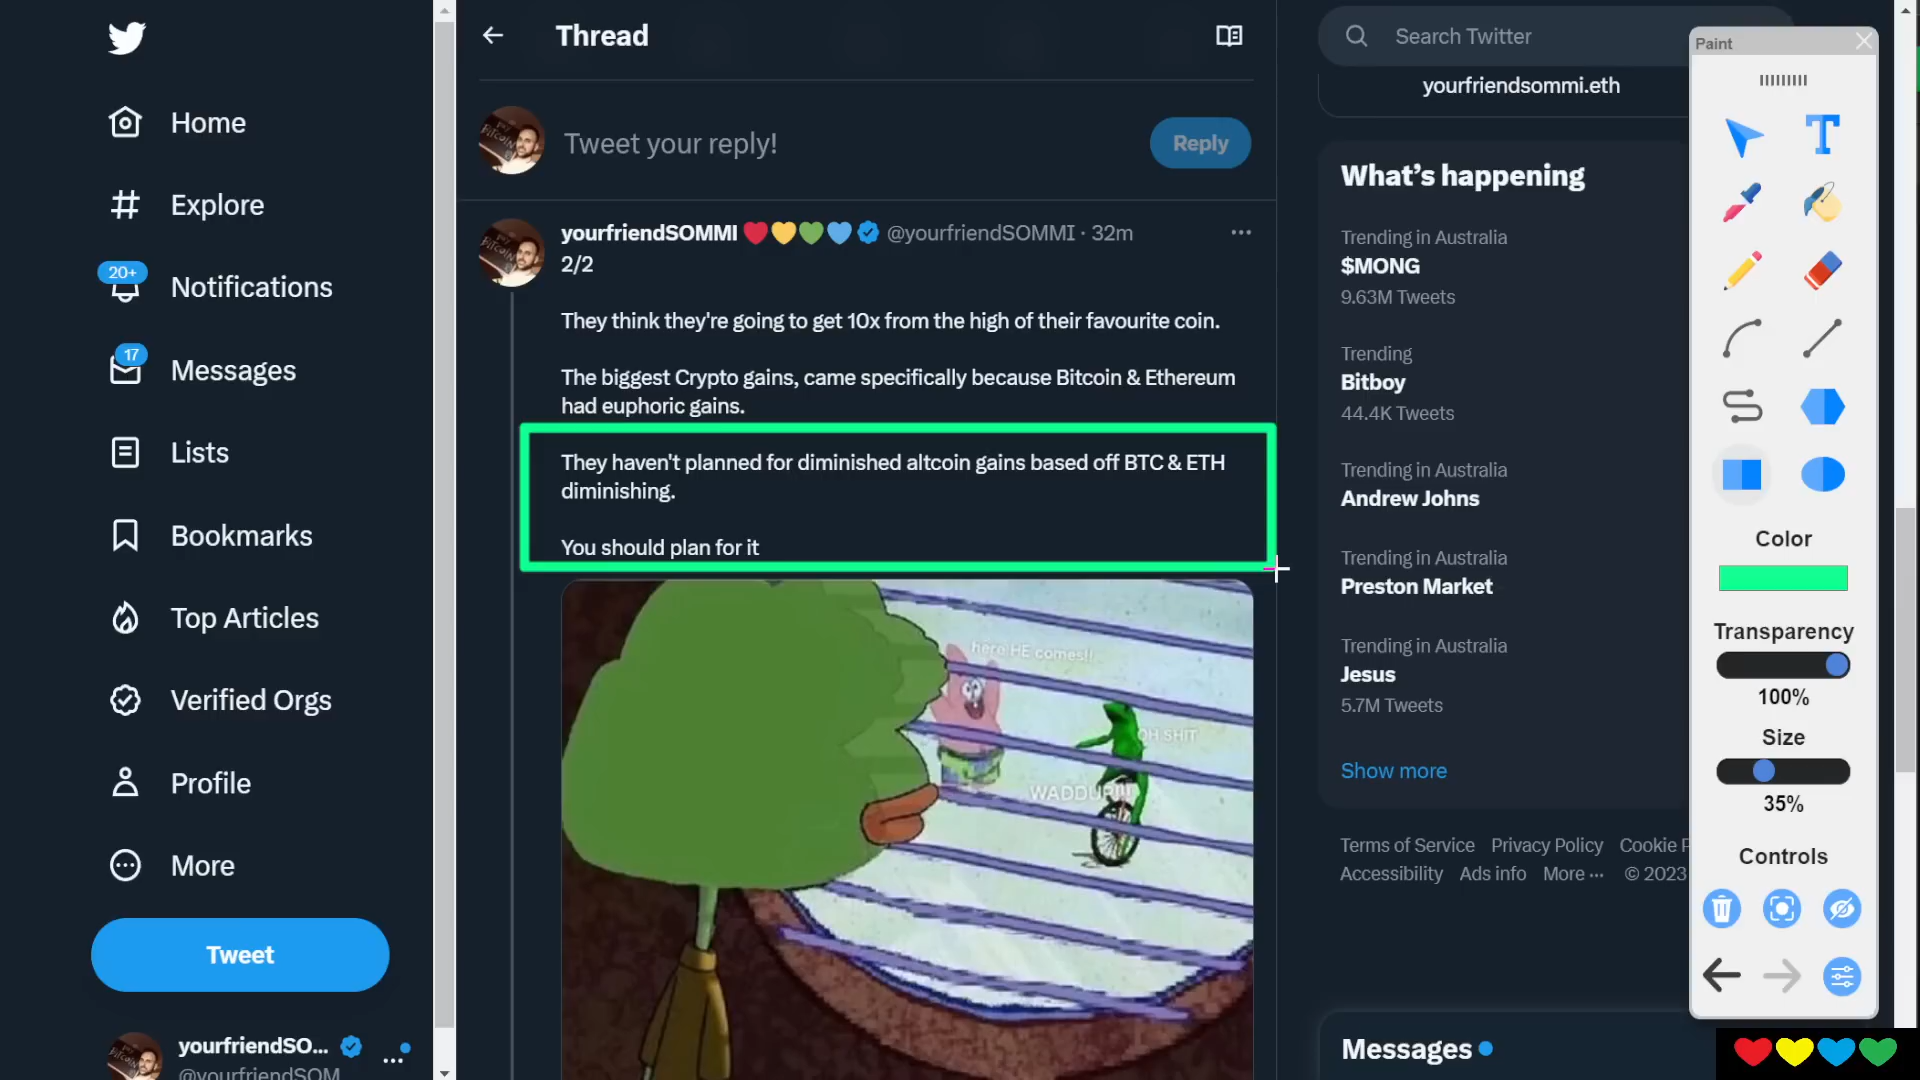 Home
Explore
20+
Notifications
17
Messages
Lists
Bookmarks
Top Articles
Verified Orgs
Profile
More
Tweet
yourfriendSO...
@yourfriendSOM
Thread
Tweet your reply!
Reply
yourfriendSOMMI @yourfriendSOMMI · 32m
2/2
They think they're going to get 10x from the high of their favourite coin.
The biggest Crypto gains, came specifically because Bitcoin & Ethereum
had euphoric gains.
They haven't planned for diminished altcoin gains based off BTC & ETH
diminishing.
You should plan for it
here HE comes!!
OH SHIT
Search Twitter
yourfriendsommi.eth
What's happening
Trending in Australia
$MONG
9.63M Tweets
Trending
Bitboy
44.4K Tweets
Trending in Australia
Andrew Johns
Trending in Australia
Preston Market
Trending in Australia
Jesus
5.7M Tweets
Show more
Terms of Service Privacy Policy Cookie
Accessibility Ads info More ··· © 2023
Messages
Paint
T
Color
Transparency
100%
Size
35%
Controls